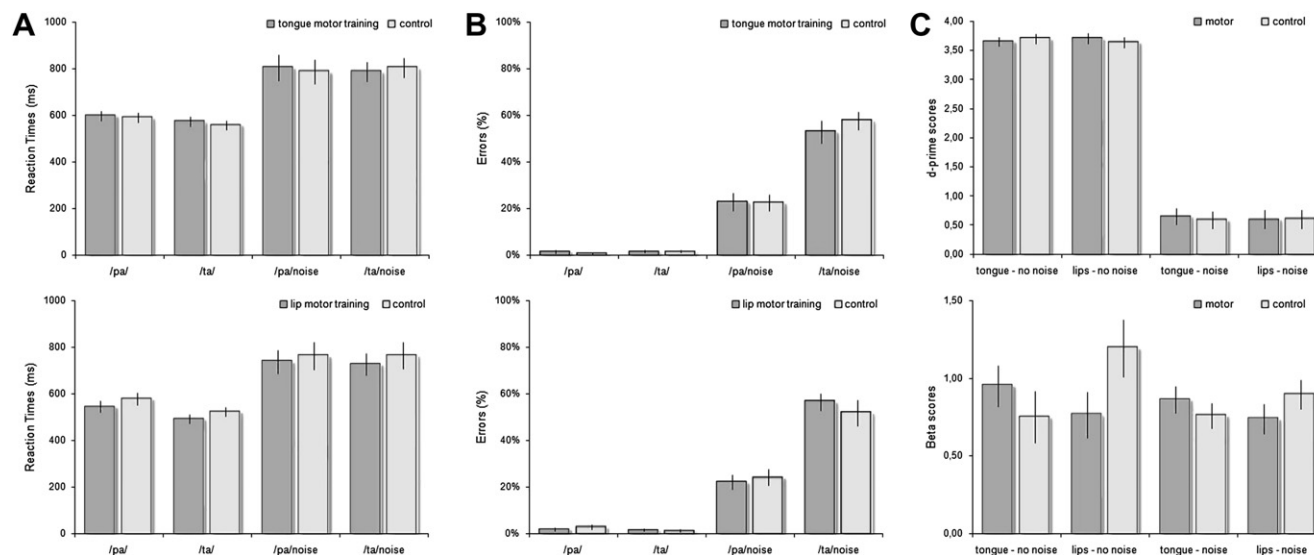 A
tongue motor training control
Reaction Times (ms)
1000
800
600
400
200
0
/pa/ /ta/ /pa/noise /ta/noise
lip motor training control
Reaction Times (ms)
1000
800
600
400
200
0
/pa/ /ta/ /pa/noise /ta/noise
B
tongue motor training control
Errors (%)
100%
80%
60%
40%
20%
0%
/pa/ /ta/ /pa/noise /ta/noise
lip motor training control
Errors (%)
100%
80%
60%
40%
20%
0%
/pa/ /ta/ /pa/noise /ta/noise
C
motor control
d-prime scores
4,00
3,50
3,00
2,50
2,00
1,50
1,00
0,50
0,00
tongue - no noise lips - no noise tongue - noise lips - noise
motor control
Beta scores
1,50
1,00
0,50
0,00
tongue - no noise lips - no noise tongue - noise lips - noise